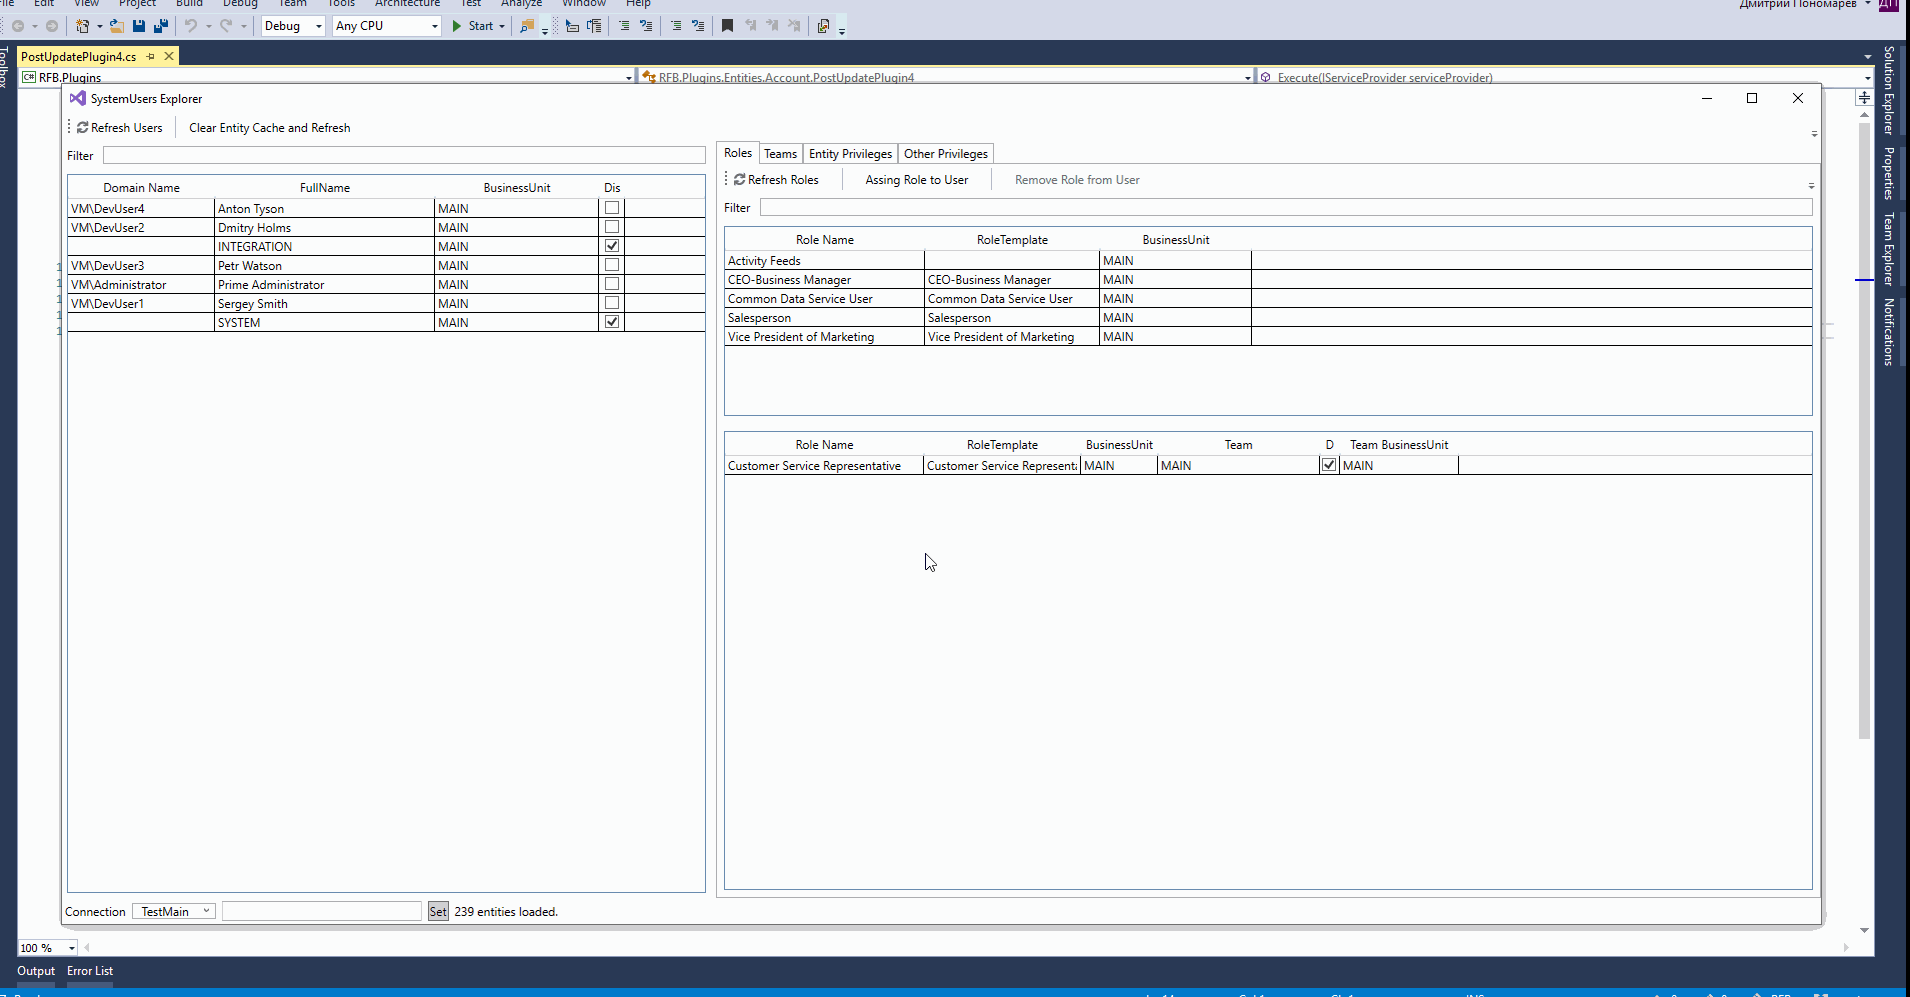 File Edit View Project Build Debug Team Tools Architecture Test Analyze Window Help Дмитрий Пономарев ДП
Debug Any CPU Start
PostUpdatePlugin4.cs
C# RFB.Plugins RFB.Plugins.Entities.Account.PostUpdatePlugin4 Execute(IServiceProvider serviceProvider)
Toolbox
Solution Explorer
Properties
Team Explorer
Notifications
SystemUsers Explorer
Refresh Users Clear Entity Cache and Refresh
Filter
Domain Name FullName BusinessUnit Dis
VM\DevUser4 Anton Tyson MAIN
VM\DevUser2 Dmitry Holms MAIN
INTEGRATION MAIN
VM\DevUser3 Petr Watson MAIN
VM\Administrator Prime Administrator MAIN
VM\DevUser1 Sergey Smith MAIN
SYSTEM MAIN
Roles Teams Entity Privileges Other Privileges
Refresh Roles Assing Role to User Remove Role from User
Filter
Role Name RoleTemplate BusinessUnit
Activity Feeds MAIN
CEO-Business Manager CEO-Business Manager MAIN
Common Data Service User Common Data Service User MAIN
Salesperson Salesperson MAIN
Vice President of Marketing Vice President of Marketing MAIN
Role Name RoleTemplate BusinessUnit Team D Team BusinessUnit
Customer Service Representative Customer Service Representa MAIN MAIN MAIN
Connection TestMain Set 239 entities loaded.
100 %
Output Error List